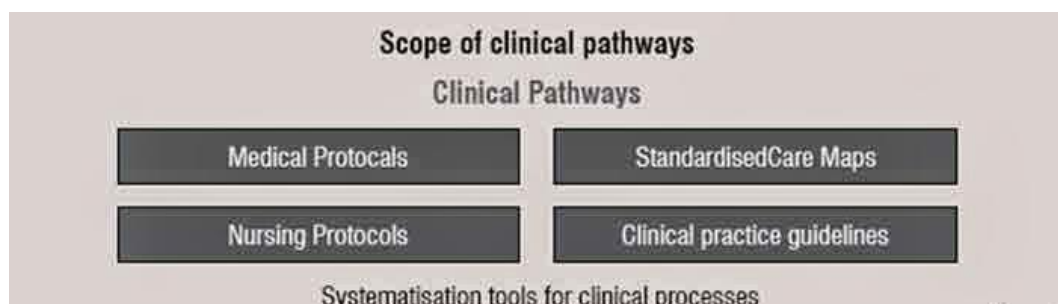 Scope of clinical pathways
Clinical Pathways
Medical Protocals
StandardisedCare Maps
Nursing Protocols
Clinical practice guidelines
Systematisation tools for clinical processes